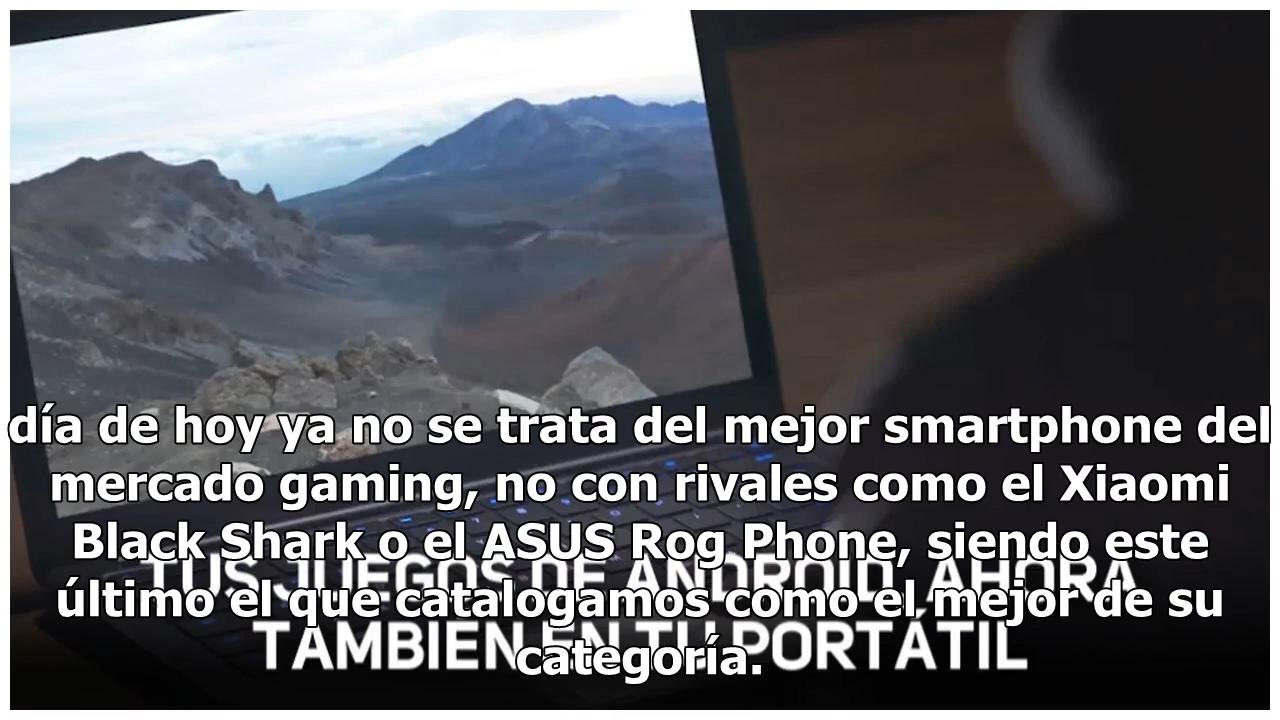 día de hoy ya no se trata del mejor smartphone del
mercado gaming, no con rivales como el Xiaomi
Black Shark o el ASUS Rog Phone, siendo este
último el que catalogamos como el mejor de su
categoría.
TUS JUEGOS DE ANDROID, AHORA
TAMBIÉN EN TU PORTÁTIL